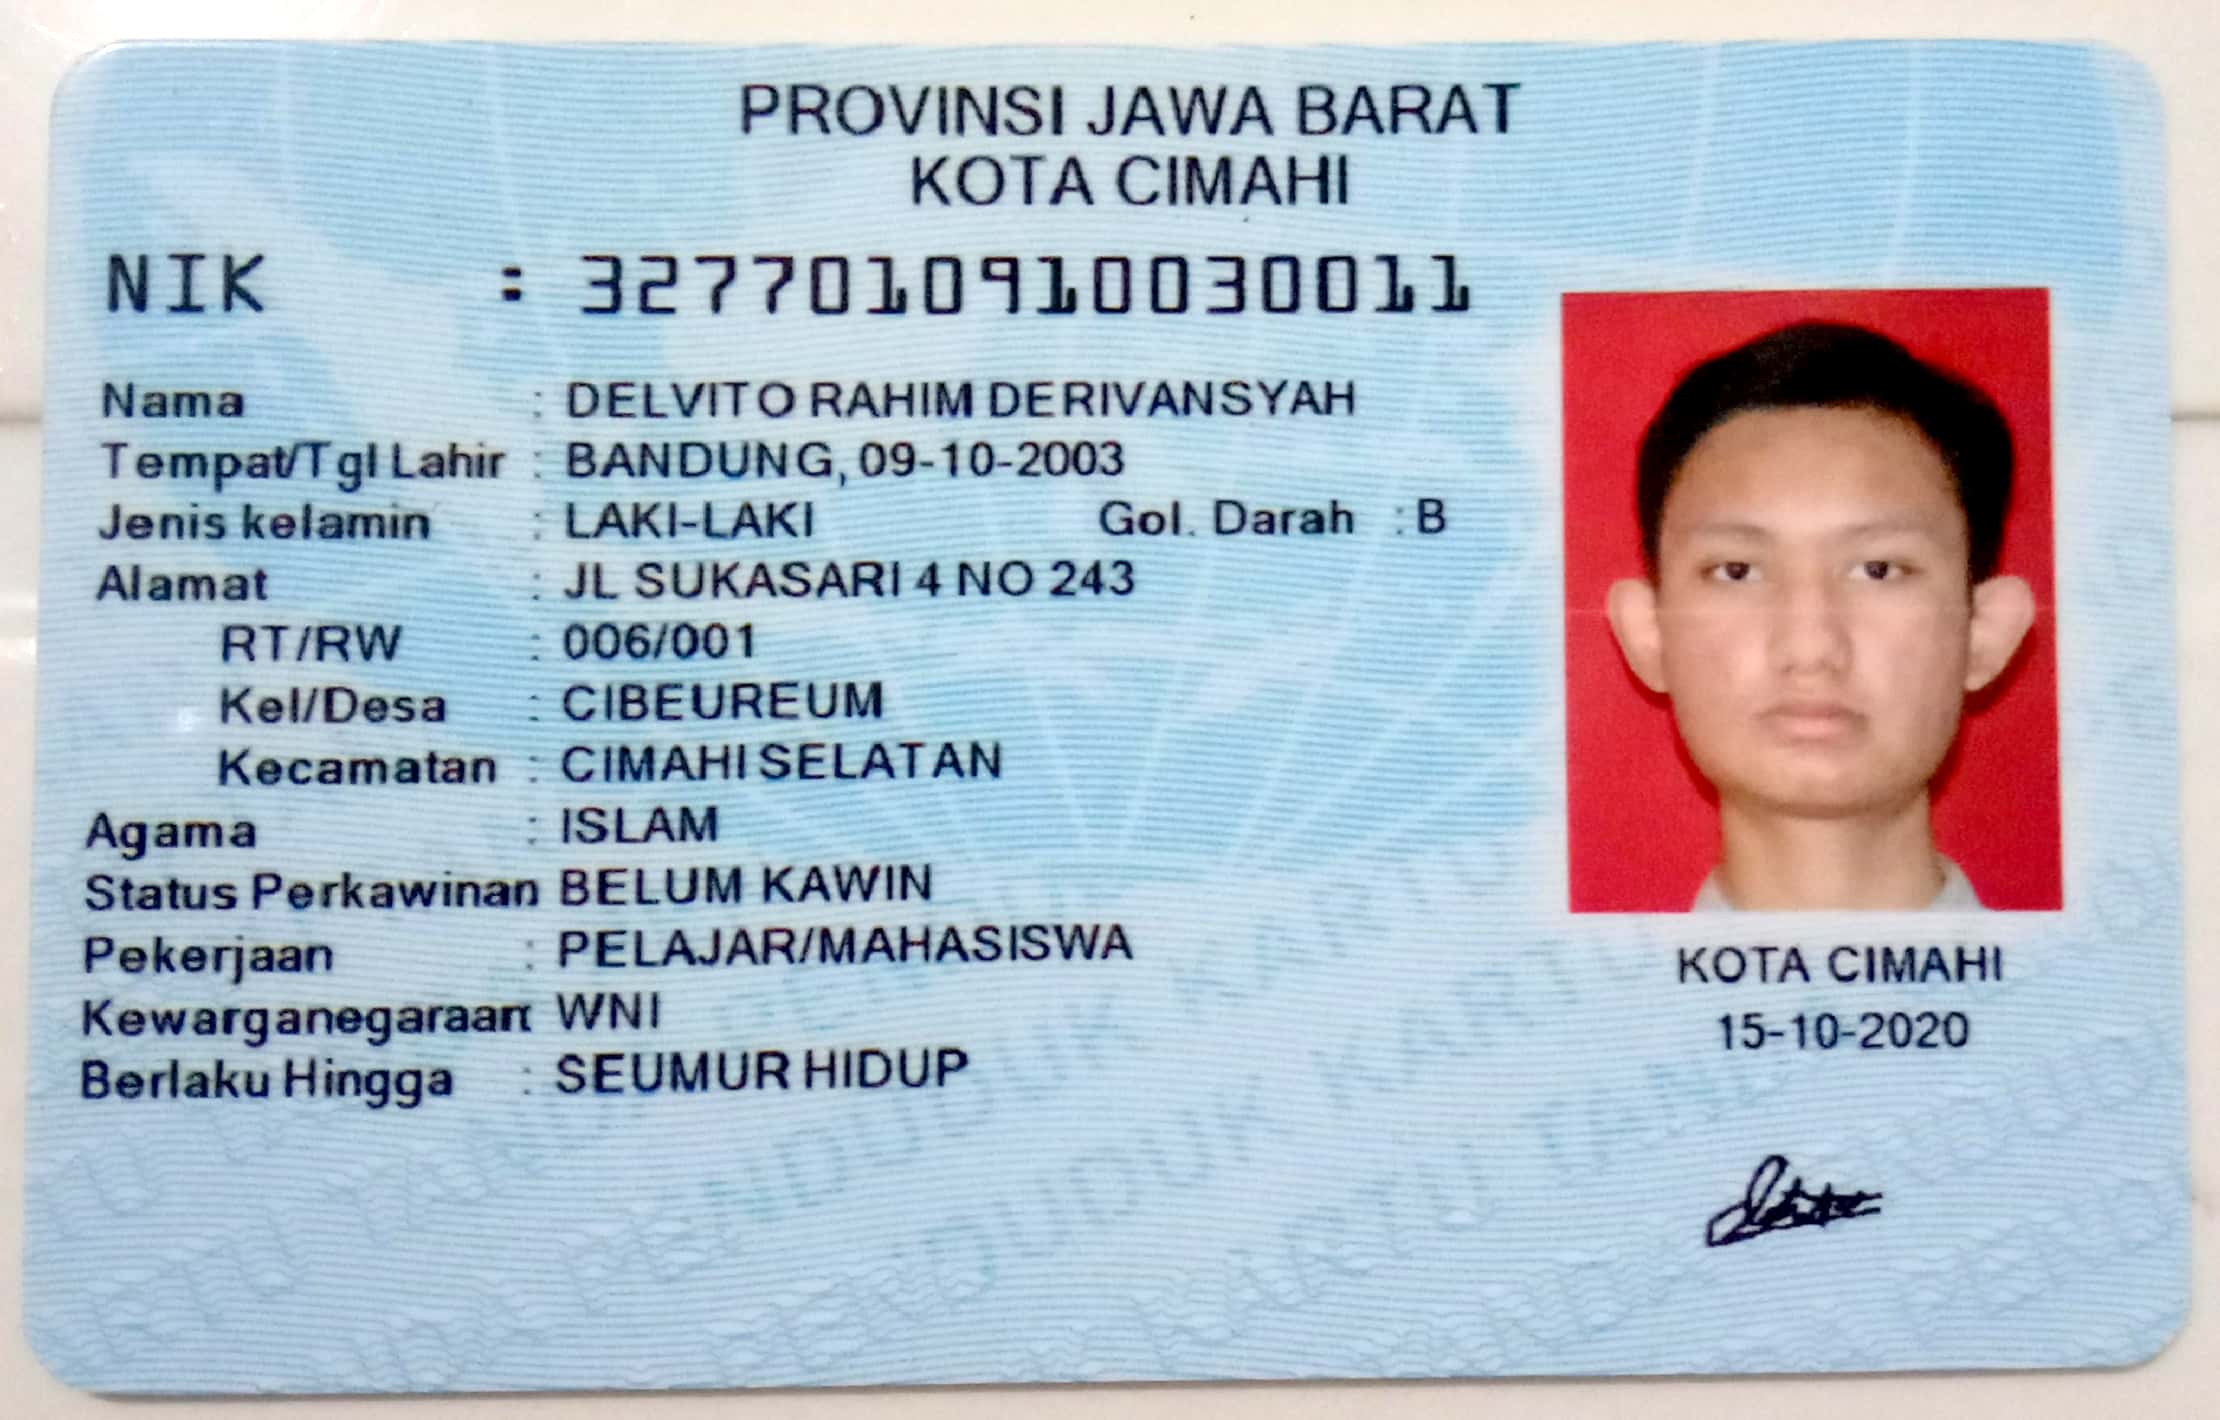 PROVINSI JAWA BARAT
KOTA CIMAHI
NIK : 3277010910030011
Nama : DELVITO RAHIM DERIVANSYAH
Tempat/Tgl Lahir : BANDUNG, 09-10-2003
Jenis kelamin : LAKI-LAKI Gol. Darah : B
Alamat : JL SUKASARI 4 NO 243
RT/RW : 006/001
Kel/Desa : CIBEUREUM
Kecamatan : CIMAHI SELATAN
Agama : ISLAM
Status Perkawinan BELUM KAWIN
Pekerjaan : PELAJAR/MAHASISWA
Kewarganegaraan: WNI
Berlaku Hingga : SEUMUR HIDUP
KOTA CIMAHI
15-10-2020